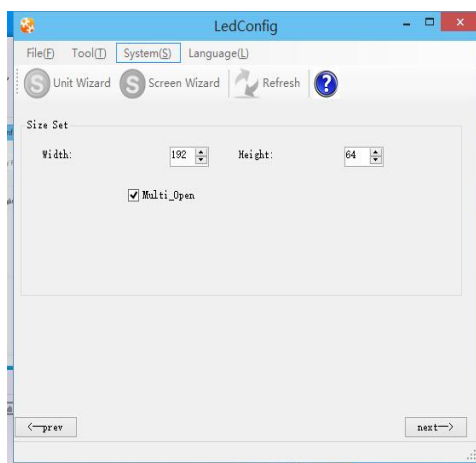 LedConfig
File(F) Tool(T) System(S) Language(L)
S Unit Wizard S Screen Wizard Refresh ?
Size Set
Width: 192 Height: 64
Multi_Open
<—prev next—>